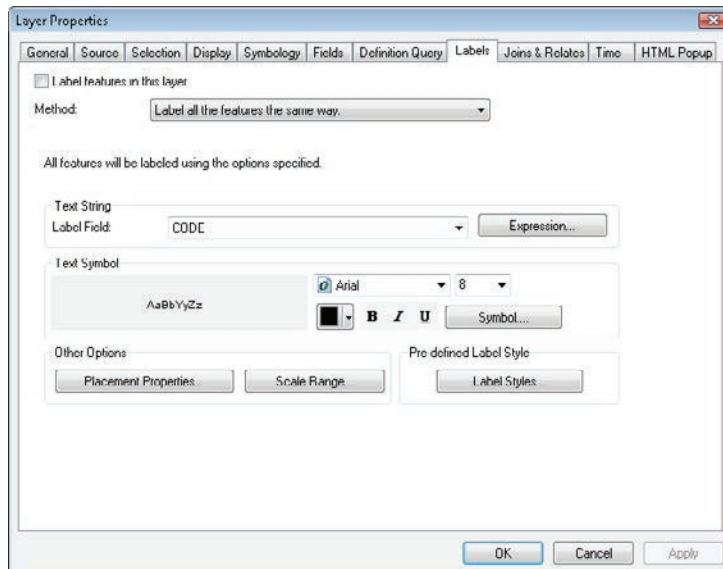 Layer Properties
General Source Selection Display Symbology Fields Definition Query Labels Joins & Relates Time HTML Popup
Label features in this layer
Method: Label all the features the same way.
All features will be labeled using the options specified.
Text String
Label Field: CODE Expression...
Text Symbol
AaBbYyZz
Arial 8
B I U Symbol....
Other Options Pre defined Label Style
Placement Properties... Scale Range... Label Styles...
OK Cancel Apply